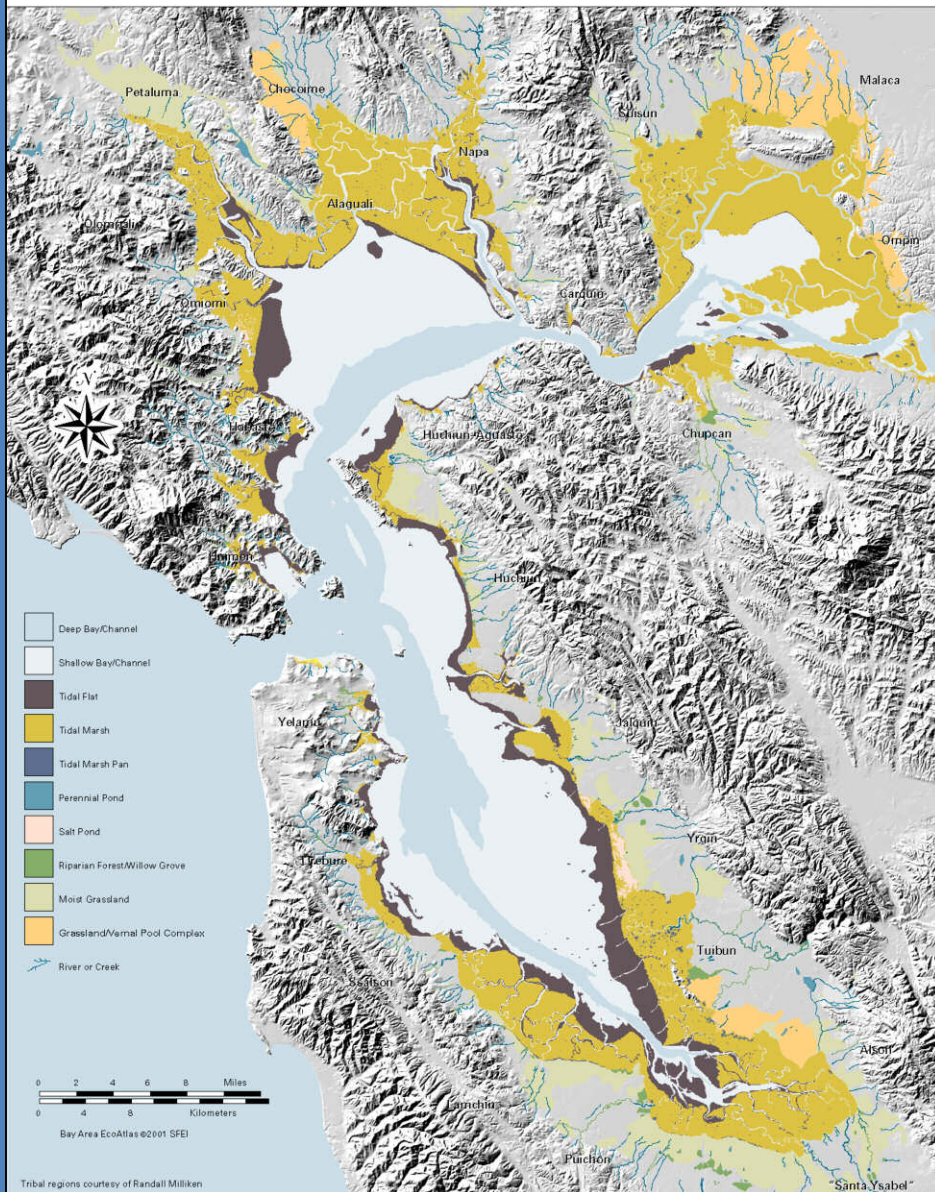 Petaluma
Chocoime
Napa
Suisun
Malaca
Alaguali
Olompali
Ompin
Omiomi
Carquin
Habasto
Huchiun-Aguasto
Chupcan
Huimen
Huchiun
Yelamu
Jalquin
Yrgin
Urebure
Tuibun
Ssalson
Alson
Lamchin
Puichon
"Santa Ysabel"
Deep Bay/Channel
Shallow Bay/Channel
Tidal Flat
Tidal Marsh
Tidal Marsh Pan
Perennial Pond
Salt Pond
Riparian Forest/Willow Grove
Moist Grassland
Grassland/Vernal Pool Complex
River or Creek
0 2 4 6 8 Miles
0 4 8 Kilometers
Bay Area EcoAtlas ©2001 SFEI
Tribal regions courtesy of Randall Milliken